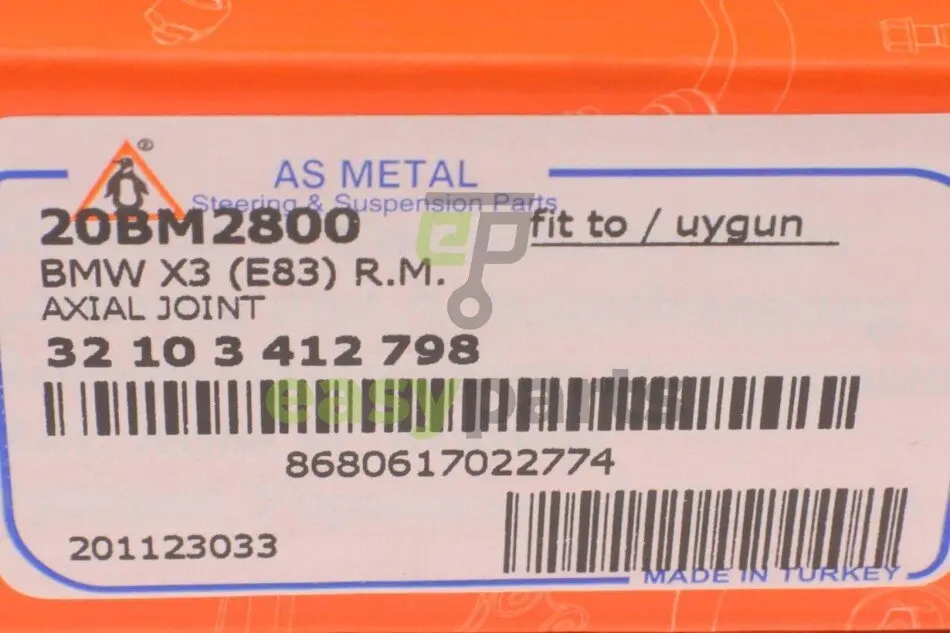 ®
AS METAL
Steering & Suspension Parts
20BM2800
fit to / uygun
BMW X3 (E83) R.M.
AXIAL JOINT
32 10 3 412 798
ep
easyparts
8680617022774
201123033
MADE IN TURKEY